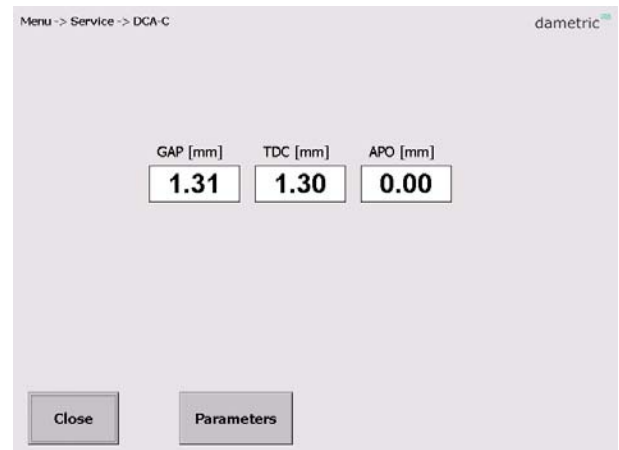 Menu -> Service -> DCA-C
dametric
GAP [mm] TDC [mm] APO [mm]
1.31 1.30 0.00
Close Parameters